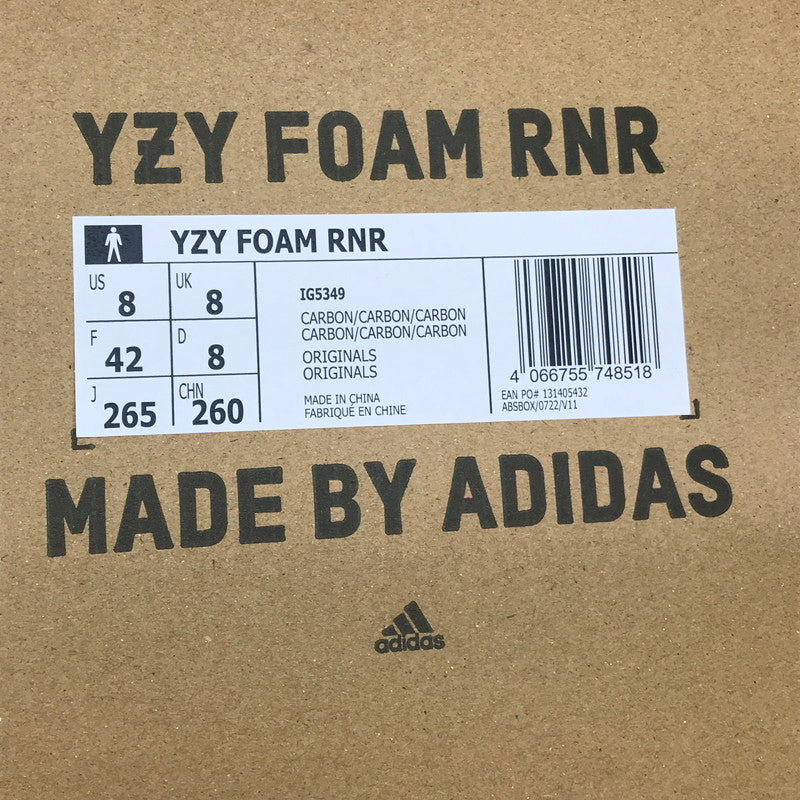 YZY FOAM RNR
YZY FOAM RNR
US 8 UK 8
F 42 D 8
J 265 CHN 260
IG5349
CARBON/CARBON/CARBON
CARBON/CARBON/CARBON
ORIGINALS
ORIGINALS
MADE IN CHINA
FABRIQUÉ EN CHINE
4 066755 748518
EAN PO# 131405432
ABSBOX/0722/V11
MADE BY ADIDAS
adidas